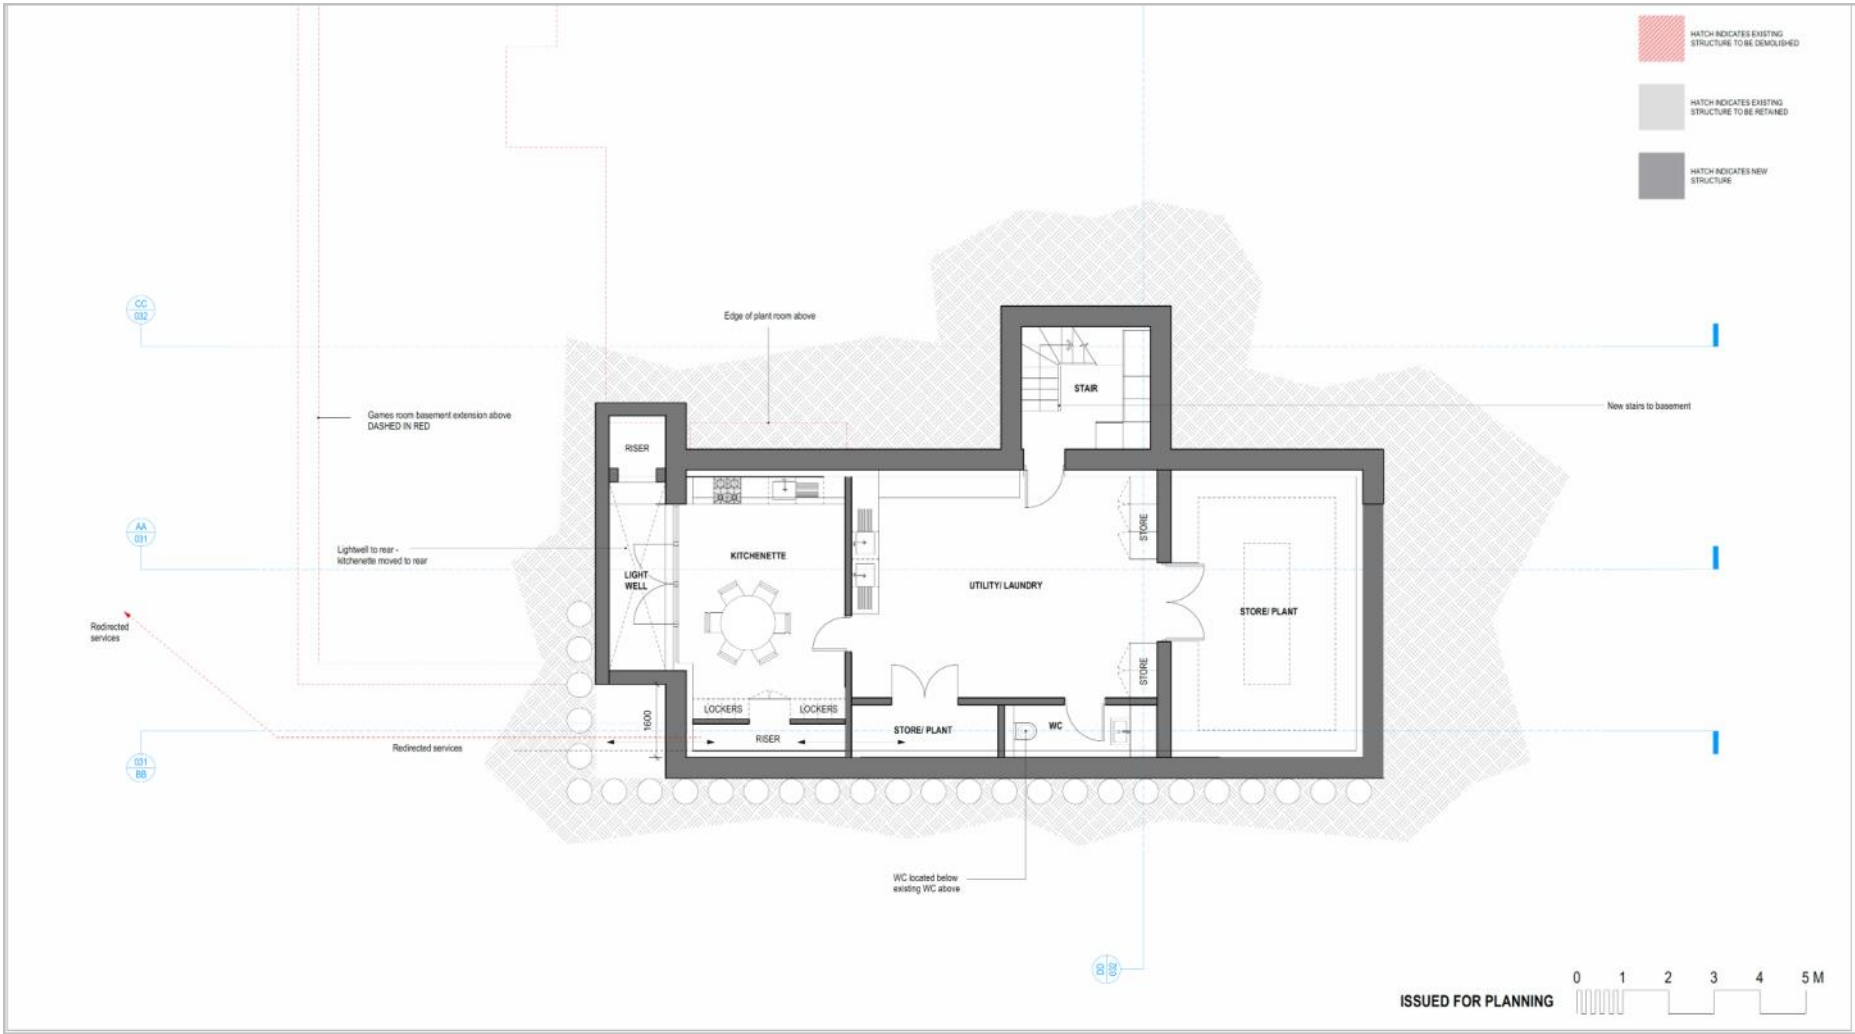 HATCH INDICATES EXISTING
STRUCTURE TO BE DEMOLISHED
HATCH INDICATES EXISTING
STRUCTURE TO BE RETAINED
HATCH INDICATES NEW
STRUCTURE
CC
032
Edge of plant room above
STAIR
New stairs to basement
Games room basement extension above
DASHED IN RED
RISER
AA
031
Lightwell to rear -
kitchenette moved to rear
LIGHT
WELL
KITCHENETTE
UTILITY/ LAUNDRY
STORE
STORE/ PLANT
Redirected
services
STORE
LOCKERS
LOCKERS
1600
RISER
STORE/ PLANT
WC
Redirected services
031
BB
WC located below
existing WC above
DD
032
ISSUED FOR PLANNING
0 1 2 3 4 5 M